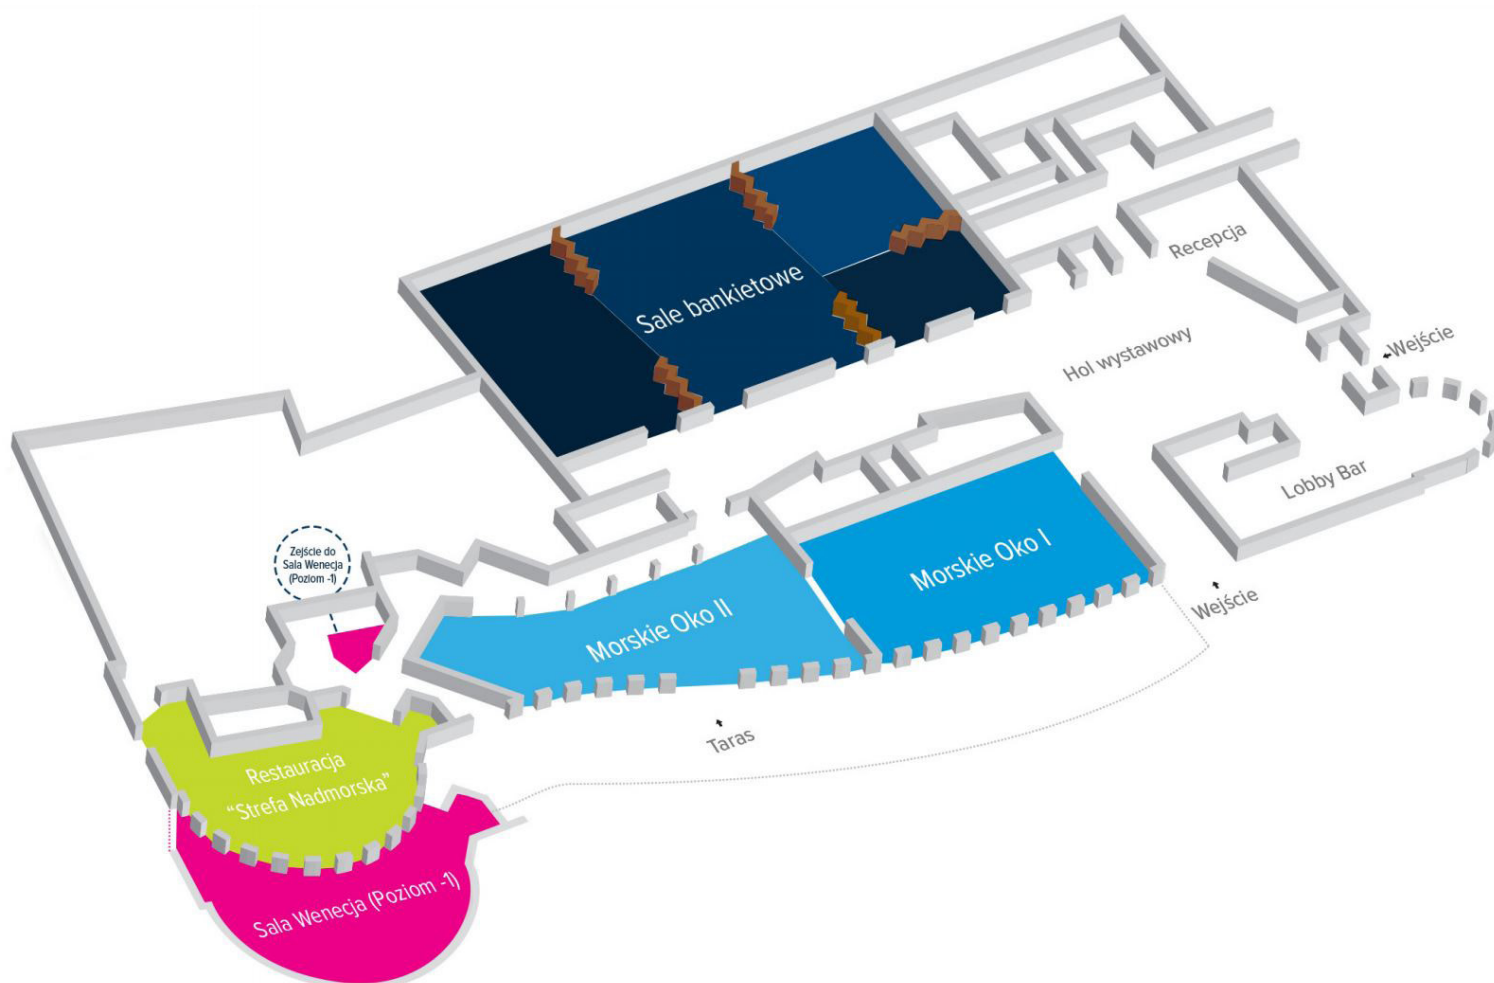 Recepcja
Sale bankietowe
Hol wystawowy
Wejście
Lobby Bar
Zejście do
Sala Wenecja
(Poziom -1)
Morskie Oko I
Morskie Oko II
Wejście
Taras
Restauracja
“Strefa Nadmorska”
Sala Wenecja (Poziom -1)